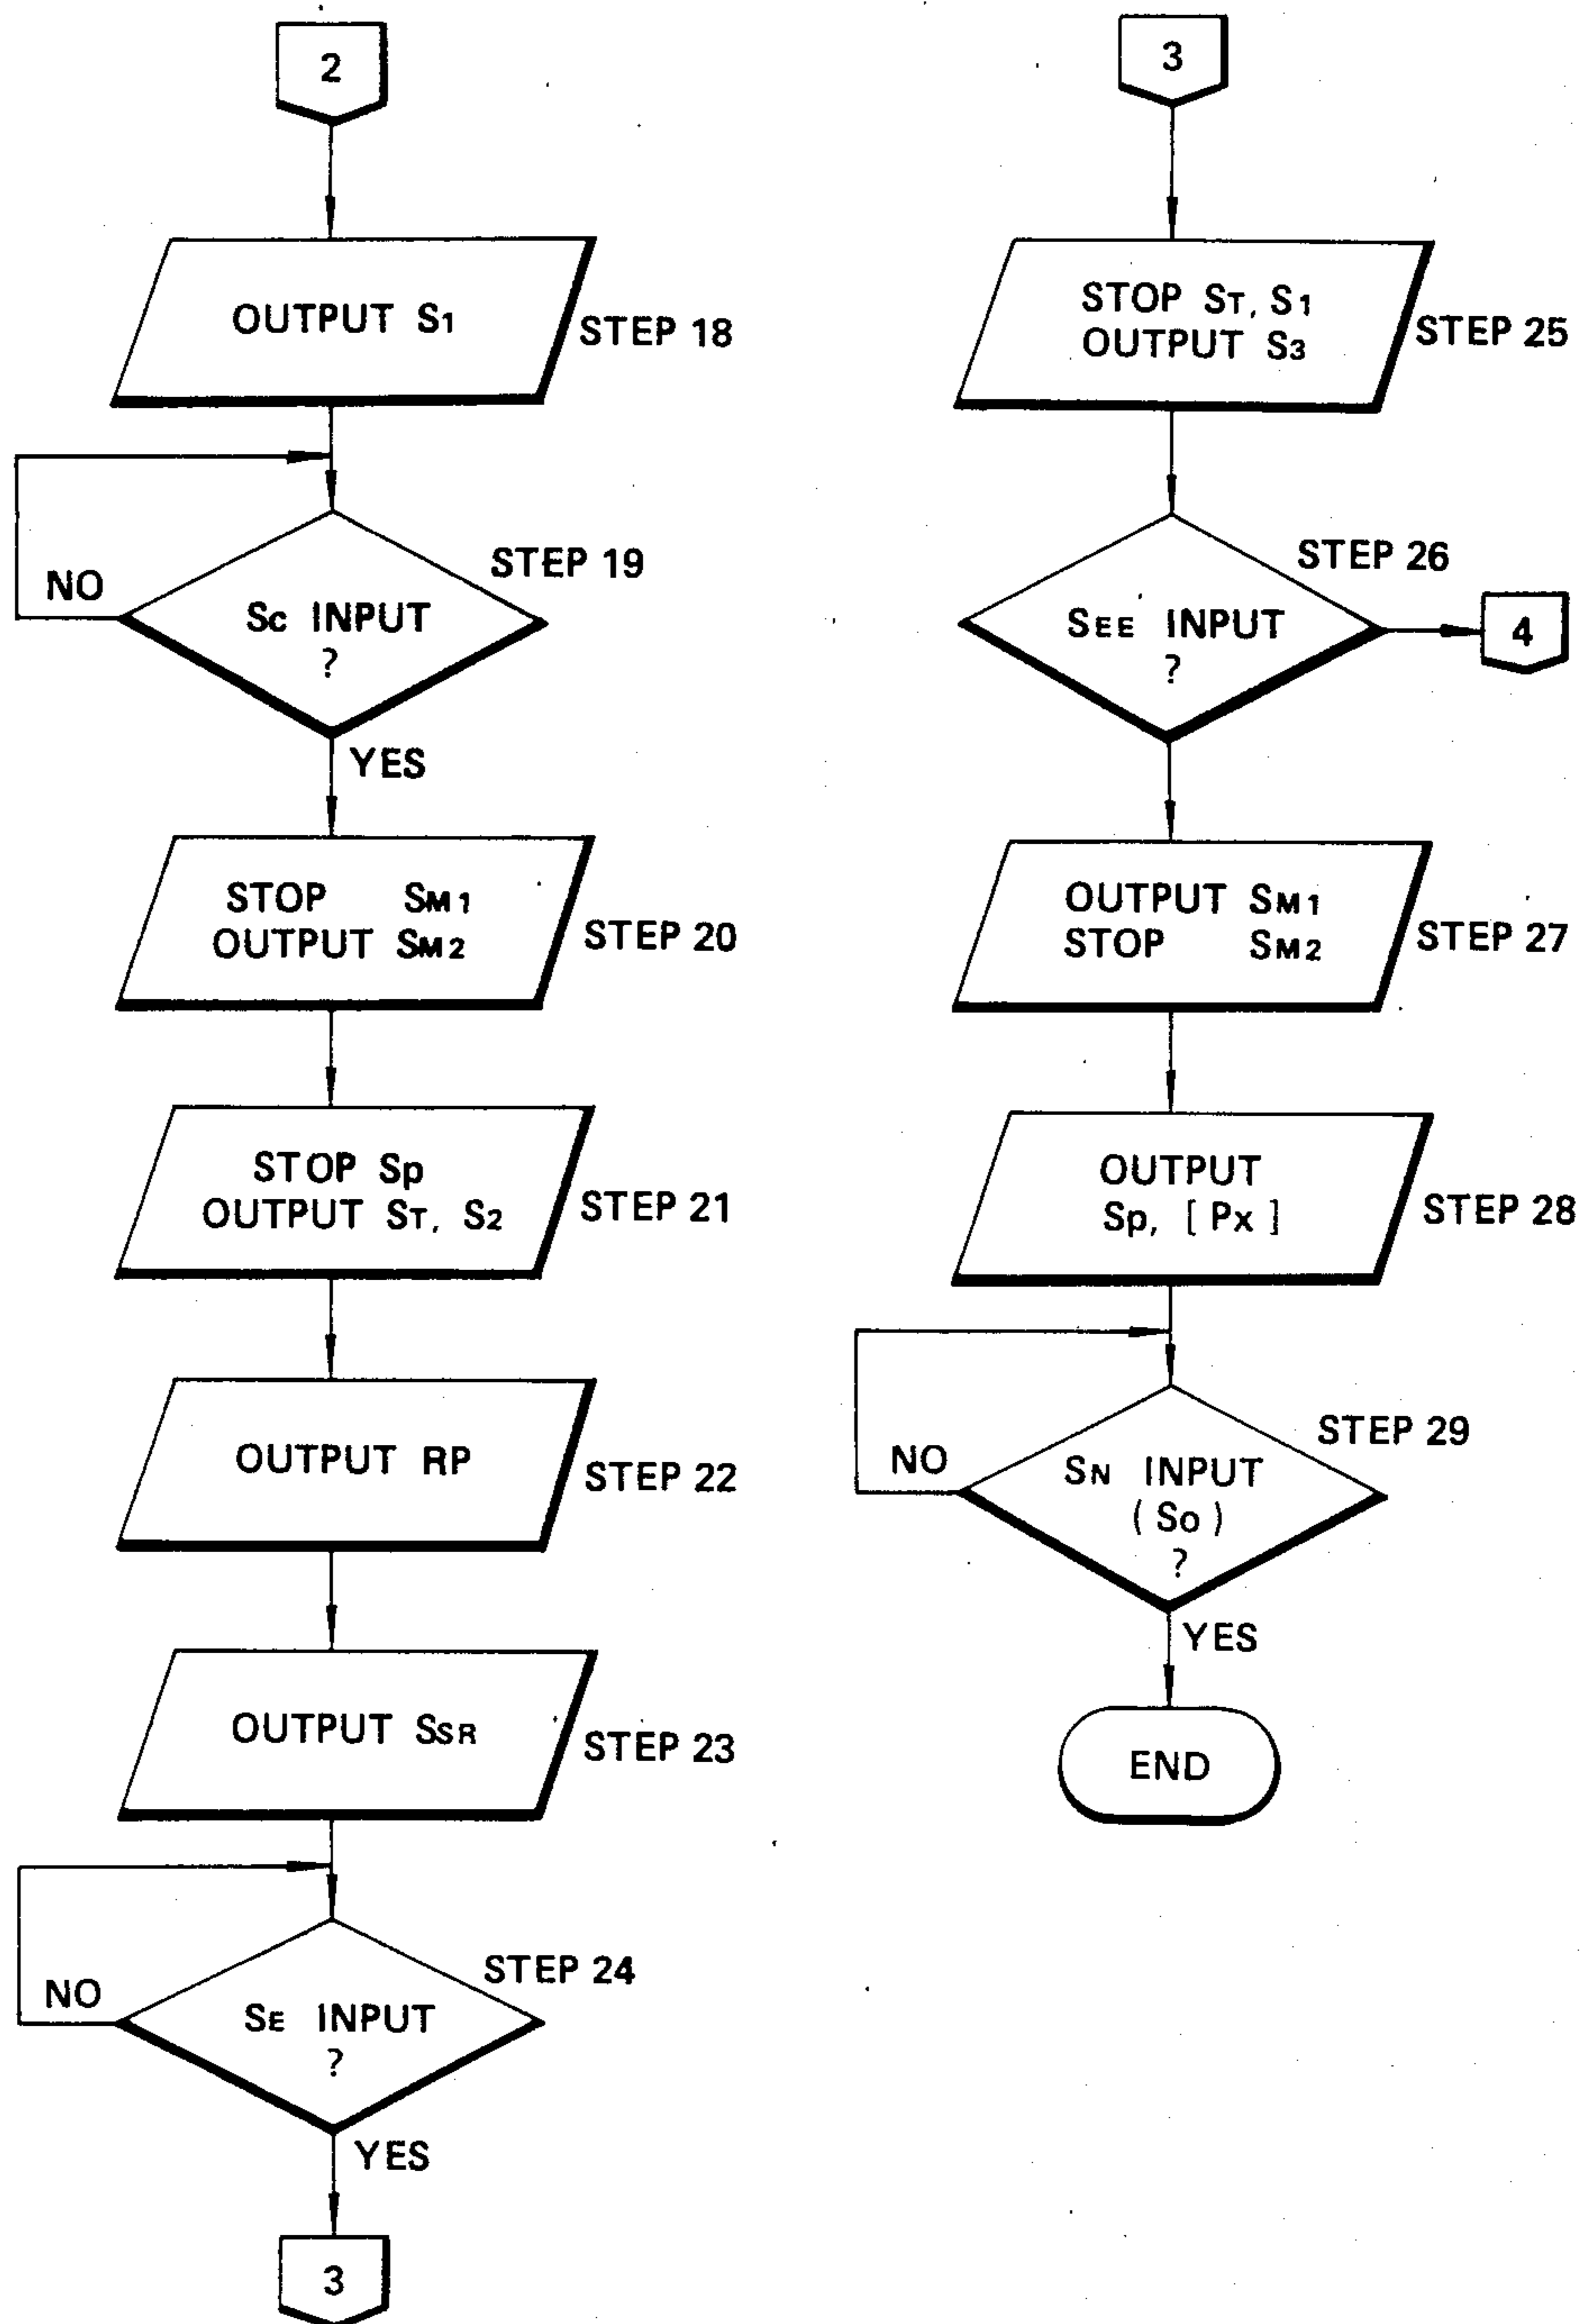 2
OUTPUT S1
STEP 18
STEP 19
NO
Sc INPUT
?
YES
STOP SM1
OUTPUT SM2
STEP 20
STOP Sp
OUTPUT ST, S2
STEP 21
OUTPUT RP
STEP 22
OUTPUT SSR
STEP 23
STEP 24
NO
SE INPUT
?
YES
3
3
STOP ST, S1
OUTPUT S3
STEP 25
STEP 26
SEE INPUT
?
4
OUTPUT SM1
STOP SM2
STEP 27
OUTPUT
Sp, [ Px ]
STEP 28
STEP 29
NO
SN INPUT
( So )
?
YES
END